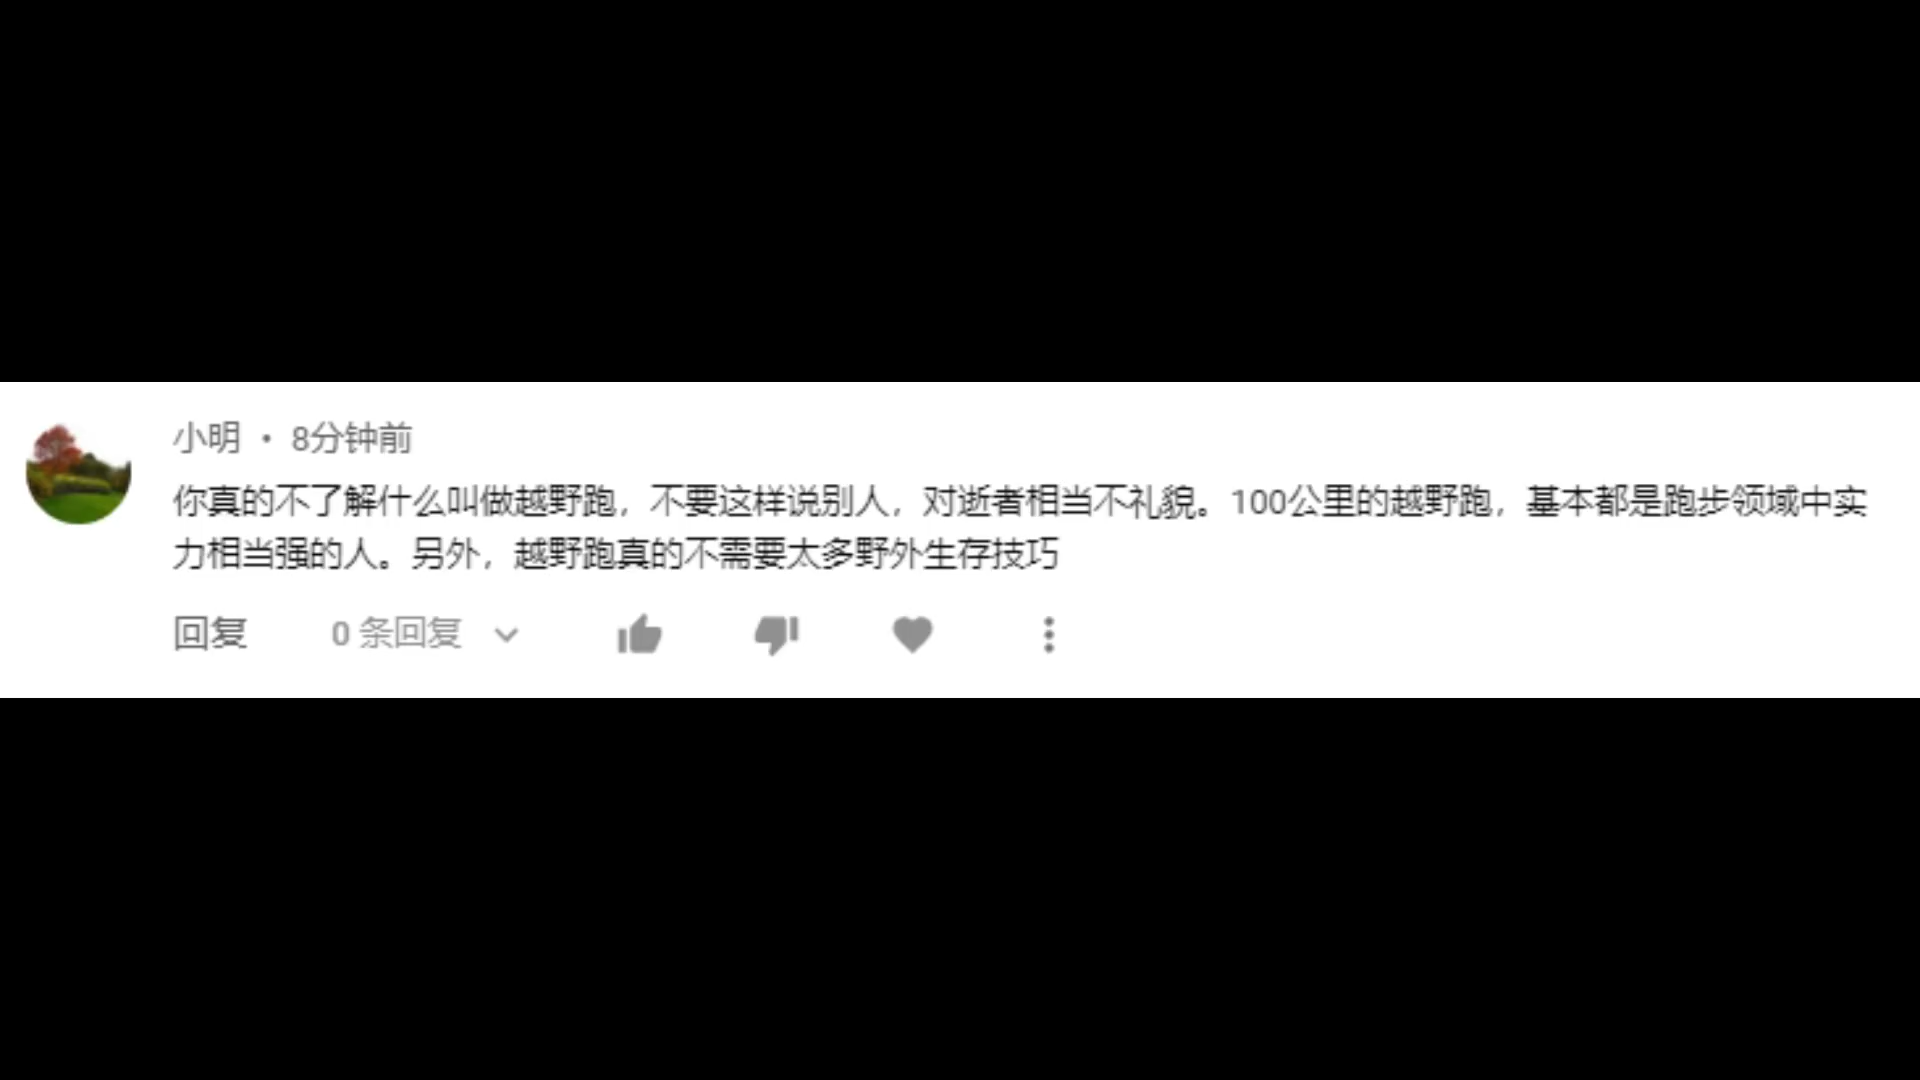 小明 • 8分钟前
你真的不了解什么叫做越野跑，不要这样说别人，对逝者相当不礼貌。100公里的越野跑，基本都是跑步领域中实
力相当强的人。另外，越野跑真的不需要太多野外生存技巧
回复 0 条回复